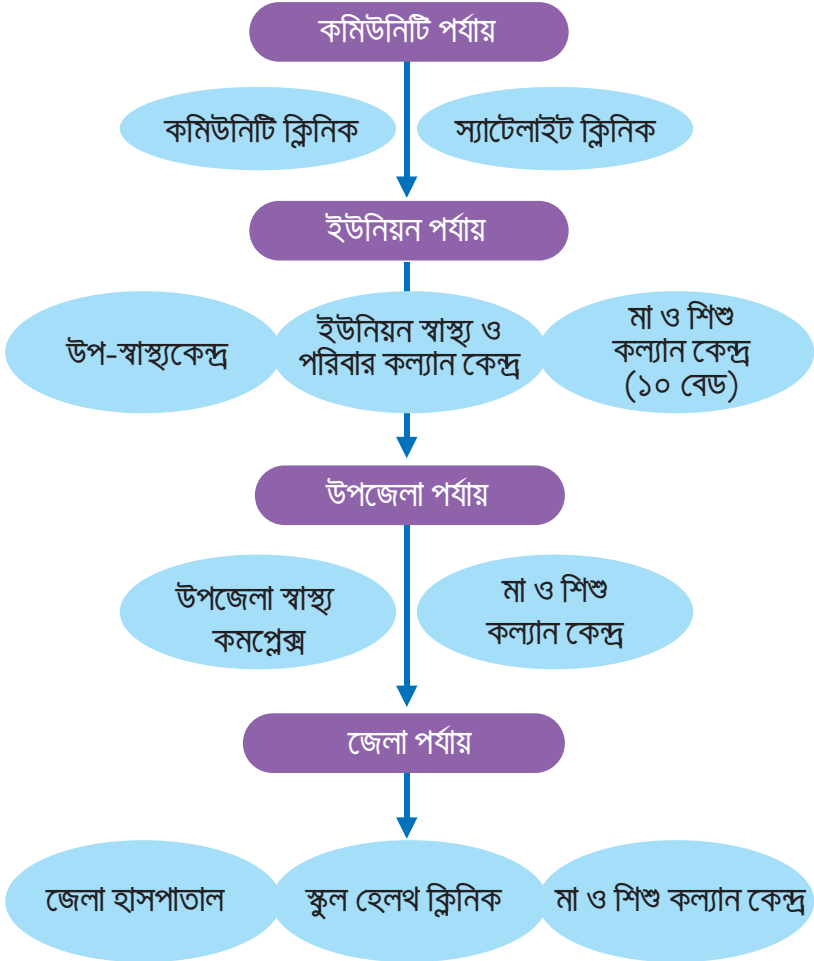 কমিউনিটি পর্যায়
কমিউনিটি ক্লিনিক
স্যাটেলাইট ক্লিনিক
ইউনিয়ন পর্যায়
উপ-স্বাস্থ্যকেন্দ্র
ইউনিয়ন স্বাস্থ্য ও
পরিবার কল্যান কেন্দ্র
মা ও শিশু
কল্যান কেন্দ্র
(১০ বেড)
উপজেলা পর্যায়
উপজেলা স্বাস্থ্য
কমপ্লেক্স
মা ও শিশু
কল্যান কেন্দ্র
জেলা পর্যায়
জেলা হাসপাতাল
স্কুল হেলথ ক্লিনিক
মা ও শিশু কল্যান কেন্দ্র